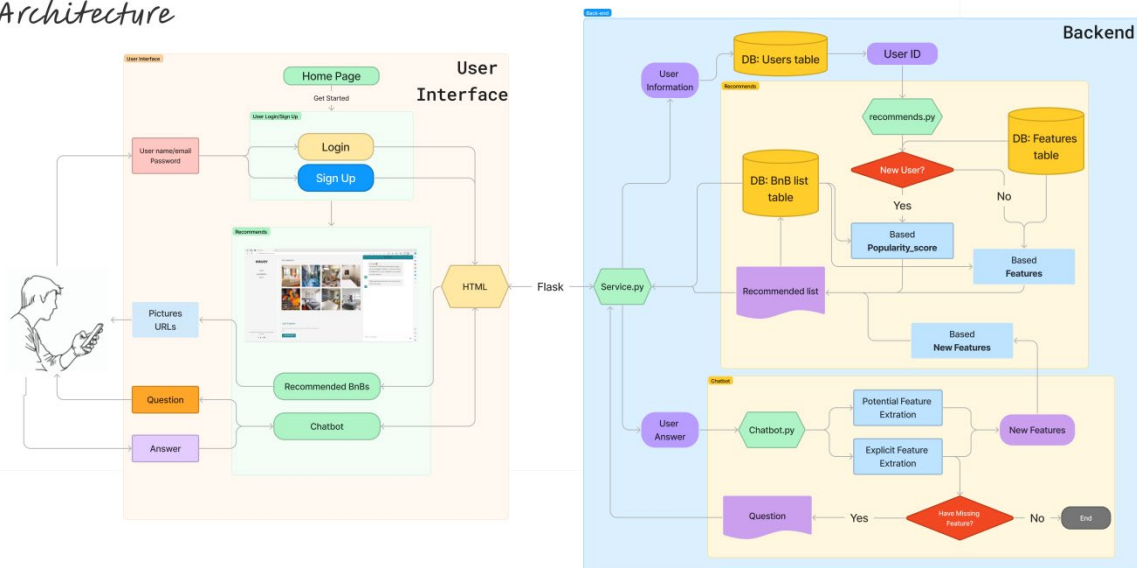 Architecture
User Interface
User
Interface
Home Page
Get Started
User Login/Sign Up
Login
Sign Up
User name/email
Password
Recommends
HTML
Flask
Pictures
URLs
Recommended BnBs
Question
Chatbot
Answer
Back-end
Backend
DB: Users table
User ID
User
Information
Recommends
recommends.py
DB: Features
table
New User?
DB: BnB list
table
No
Yes
Based
Popularity_score
Based
Features
Service.py
Recommended list
Based
New Features
Chatbot
Potential Feature
Extration
User
Answer
Chatbot.py
New Features
Explicit Feature
Extration
Question
Yes
Have Missing
Feature?
No
End